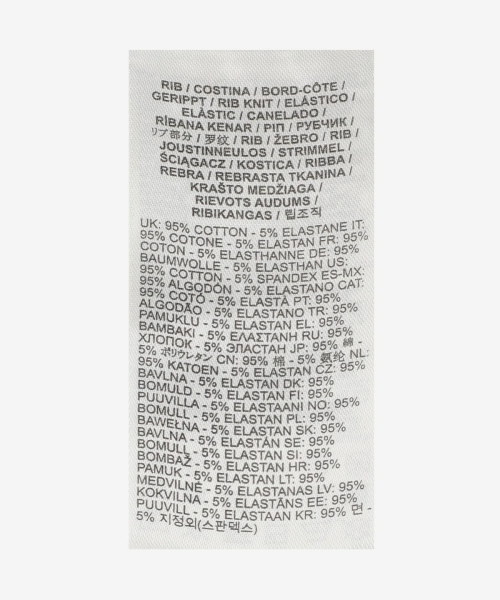 RIB / COSTINA / BORD-CÔTE /
GERIPPT / RIB KNIT / ELÁSTICO /
ELÀSTIC / CANELADO /
RİBANA KENAR / ΡΙΠ / РУБЧИК /
リブ部分 / 罗纹 / RIB / ŽEBRO / RIB /
JOUSTINNEULOS / STRIMMEL /
ŚCIĄGACZ / KOSTICA / RIBBA /
REBRA / REBRASTA TKANINA /
KRAŠTO MEDŽIAGA /
RIEVOTS AUDUMS /
RIBIKANGAS / 립조직
UK: 95% COTTON - 5% ELASTANE IT:
95% COTONE - 5% ELASTAN FR: 95%
COTON - 5% ELASTHANNE DE: 95%
BAUMWOLLE - 5% ELASTHAN US:
95% COTTON - 5% SPANDEX ES-MX:
95% ALGODÓN - 5% ELASTANO CAT:
95% COTÓ - 5% ELASTÀ PT: 95%
ALGODÃO - 5% ELASTANO TR: 95%
PAMUKLU - 5% ELASTAN EL: 95%
ΒΑΜΒΑΚΙ - 5% ΕΛΑΣΤΑΝΗ RU: 95%
ХЛОПОК - 5% ЭЛАСТАН JP: 95% 綿 -
5% ポリウレタン CN: 95% 棉 - 5% 氨纶 NL:
95% KATOEN - 5% ELASTAN CZ: 95%
BAVLNA - 5% ELASTAN DK: 95%
BOMULD - 5% ELASTAN FI: 95%
PUUVILLA - 5% ELASTAANI NO: 95%
BOMULL - 5% ELASTAN PL: 95%
BAWEŁNA - 5% ELASTAN SK: 95%
BAVLNA - 5% ELASTÁN SE: 95%
BOMULL - 5% ELASTAN SI: 95%
BOMBAŽ - 5% ELASTAN HR: 95%
PAMUK - 5% ELASTAN LT: 95%
MEDVILNĖ - 5% ELASTANAS LV: 95%
KOKVILNA - 5% ELASTĀNS EE: 95%
PUUVILL - 5% ELASTAAN KR: 95% 면 -
5% 지정외(스판덱스)